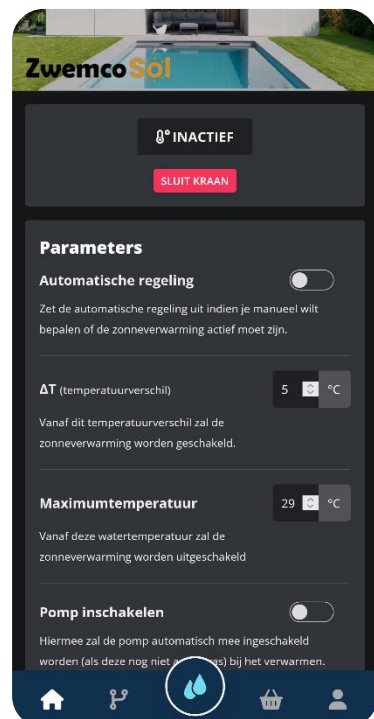 Zwemco Sol
INACTIEF
SLUIT KRAAN
Parameters
Automatische regeling
Zet de automatische regeling uit indien je manueel wilt
bepalen of de zonneverwarming actief moet zijn.
ΔT (temperatuurverschil) 5 °C
Vanaf dit temperatuurverschil zal de
zonneverwarming worden geschakeld.
Maximumtemperatuur 29 °C
Vanaf deze watertemperatuur zal de
zonneverwarming worden uitgeschakeld
Pomp inschakelen
Hiermee zal de pomp automatisch mee ingeschakeld
worden (als deze nog niet bij het verwarmen.